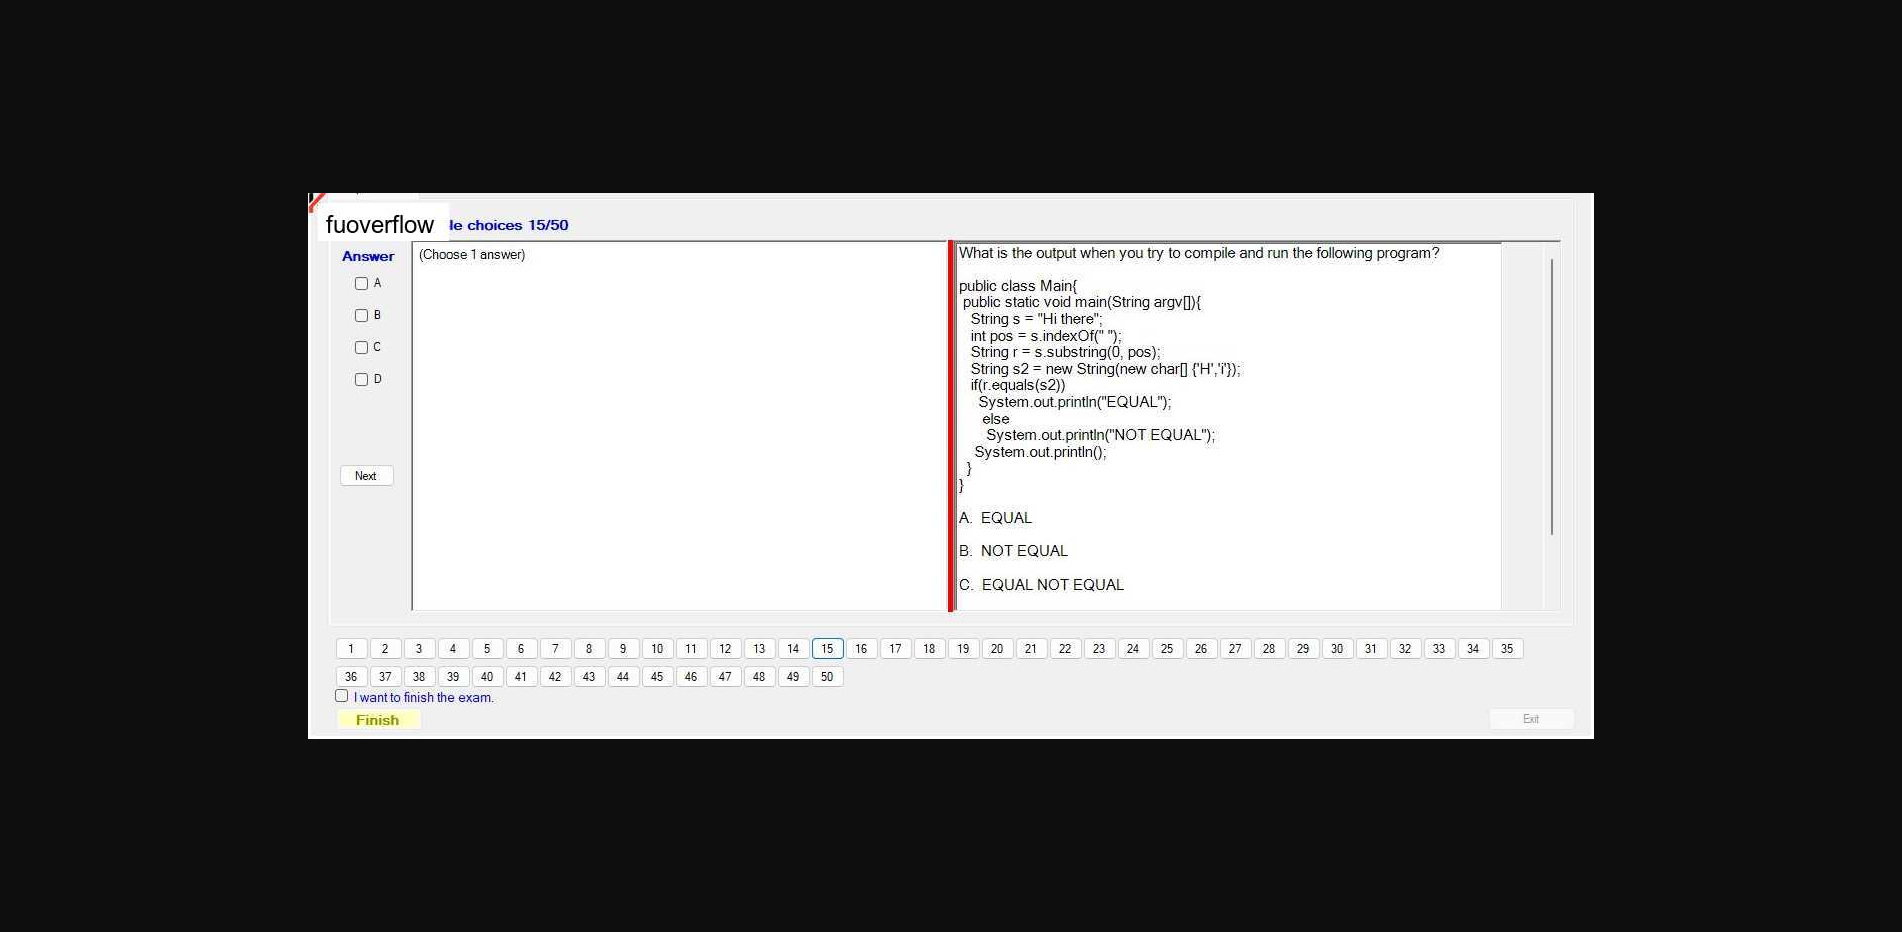 fuoverflow
le choices 15/50
Answer
A
B
C
D
Next
(Choose 1 answer)
What is the output when you try to compile and run the following program?
public class Main{
public static void main(String argv[]){
String s = "Hi there";
int pos = s.indexOf(" ");
String r = s.substring(0, pos);
String s2 = new String(new char[] {'H','i'});
if(r.equals(s2))
System.out.println("EQUAL");
else
System.out.println("NOT EQUAL");
System.out.println();
}
}
A. EQUAL
B. NOT EQUAL
C. EQUAL NOT EQUAL
1 2 3 4 5 6 7 8 9 10 11 12 13 14 15 16 17 18 19 20 21 22 23 24 25 26 27 28 29 30 31 32 33 34 35
36 37 38 39 40 41 42 43 44 45 46 47 48 49 50
I want to finish the exam.
Finish
Exit